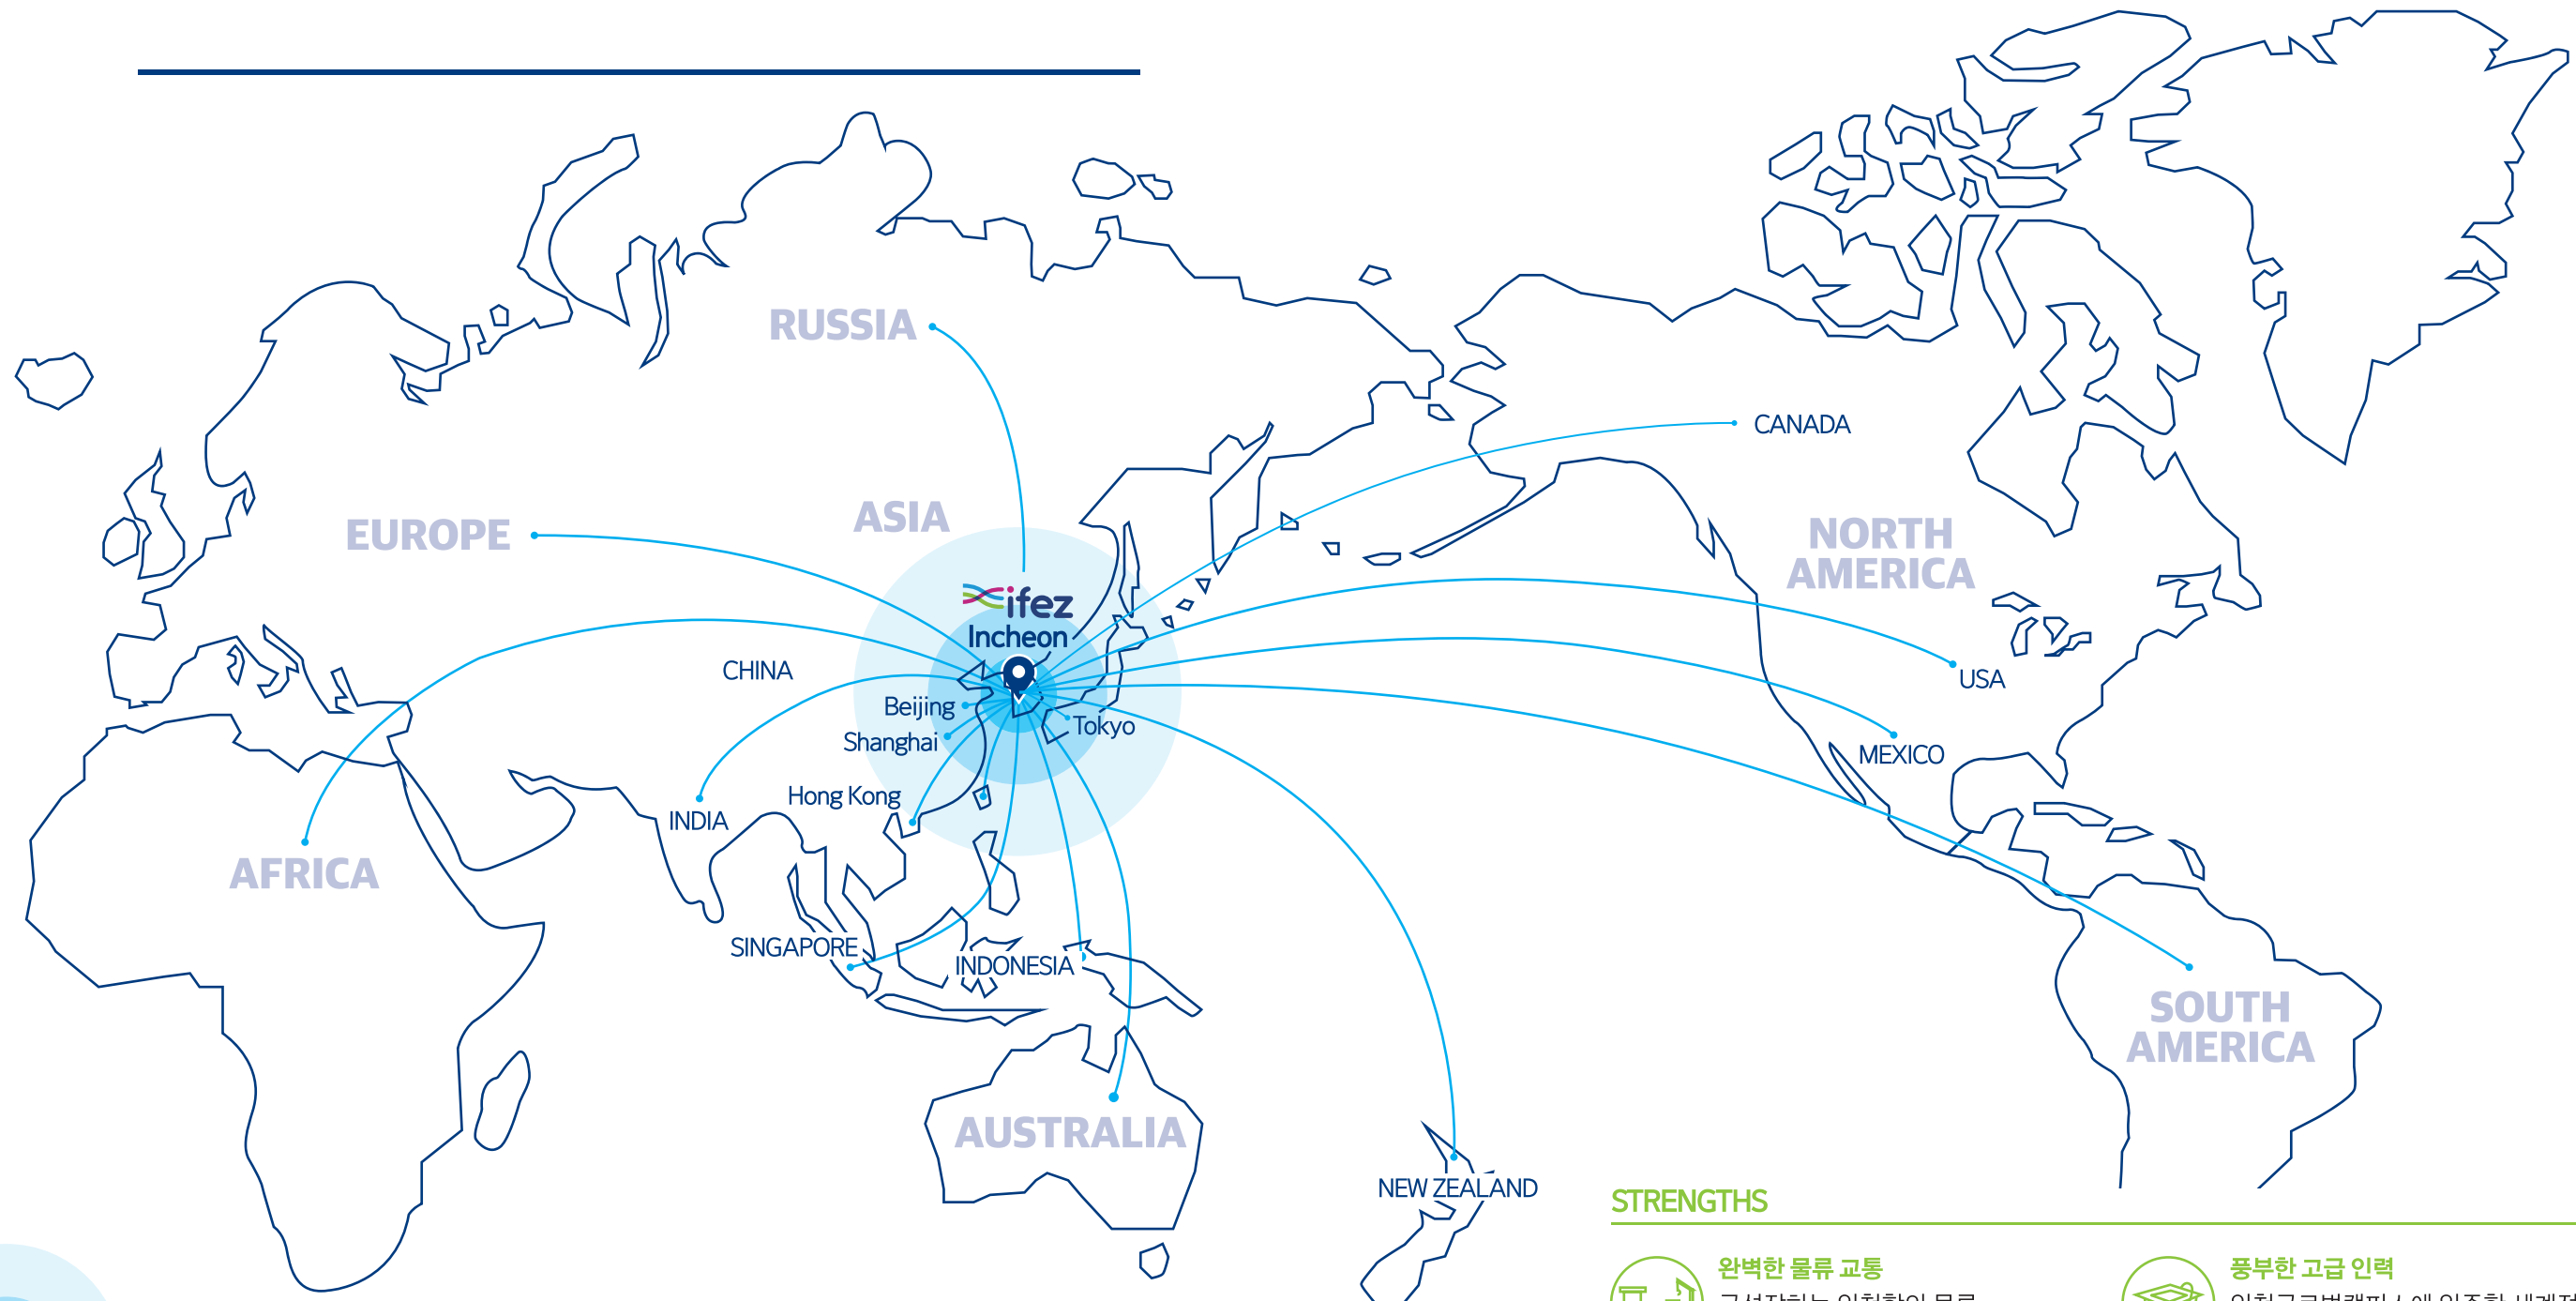 RUSSIA
CANADA
ASIA
EUROPE
NORTH
AMERICA
ifez
Incheon
CHINA
USA
Beijing
Tokyo
Shanghai
MEXICO
Hong Kong
INDIA
AFRICA
SINGAPORE
INDONESIA
SOUTH
AMERICA
AUSTRALIA
NEW ZEALAND
STRENGTHS
완벽한 물류 교통
풍부한 고급 인력